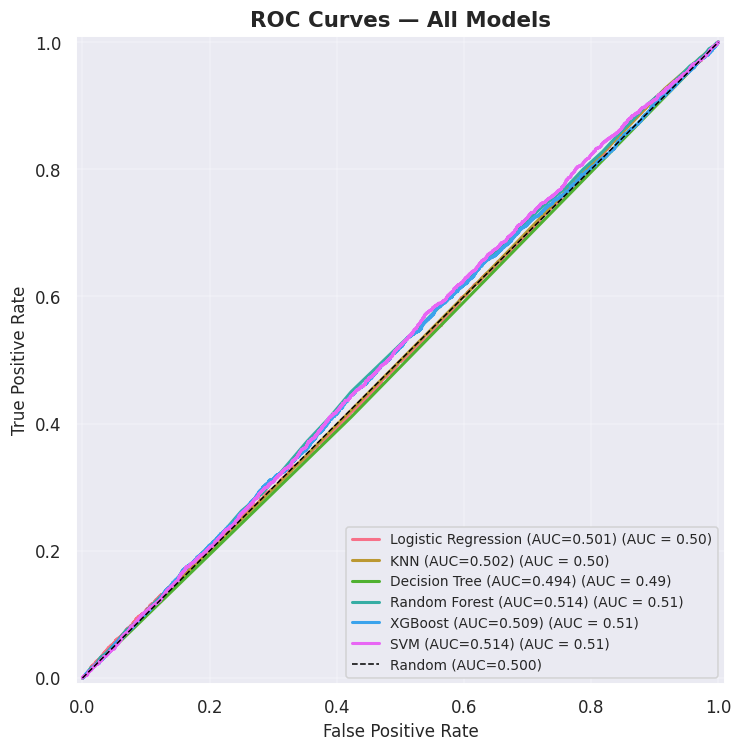 ROC Curves — All Models
True Positive Rate
1.0
0.8
0.6
0.4
0.2
0.0
Logistic Regression (AUC=0.501) (AUC = 0.50)
KNN (AUC=0.502) (AUC = 0.50)
Decision Tree (AUC=0.494) (AUC = 0.49)
Random Forest (AUC=0.514) (AUC = 0.51)
XGBoost (AUC=0.509) (AUC = 0.51)
SVM (AUC=0.514) (AUC = 0.51)
Random (AUC=0.500)
0.0 0.2 0.4 0.6 0.8 1.0
False Positive Rate